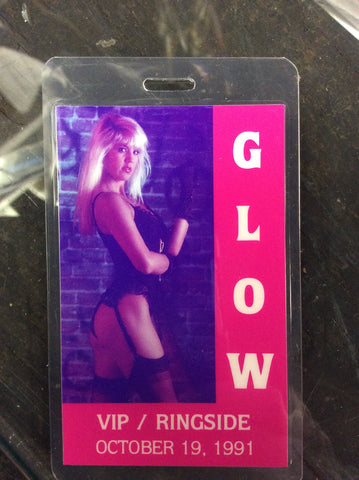 GLOW
VIP / RINGSIDE
OCTOBER 19, 1991